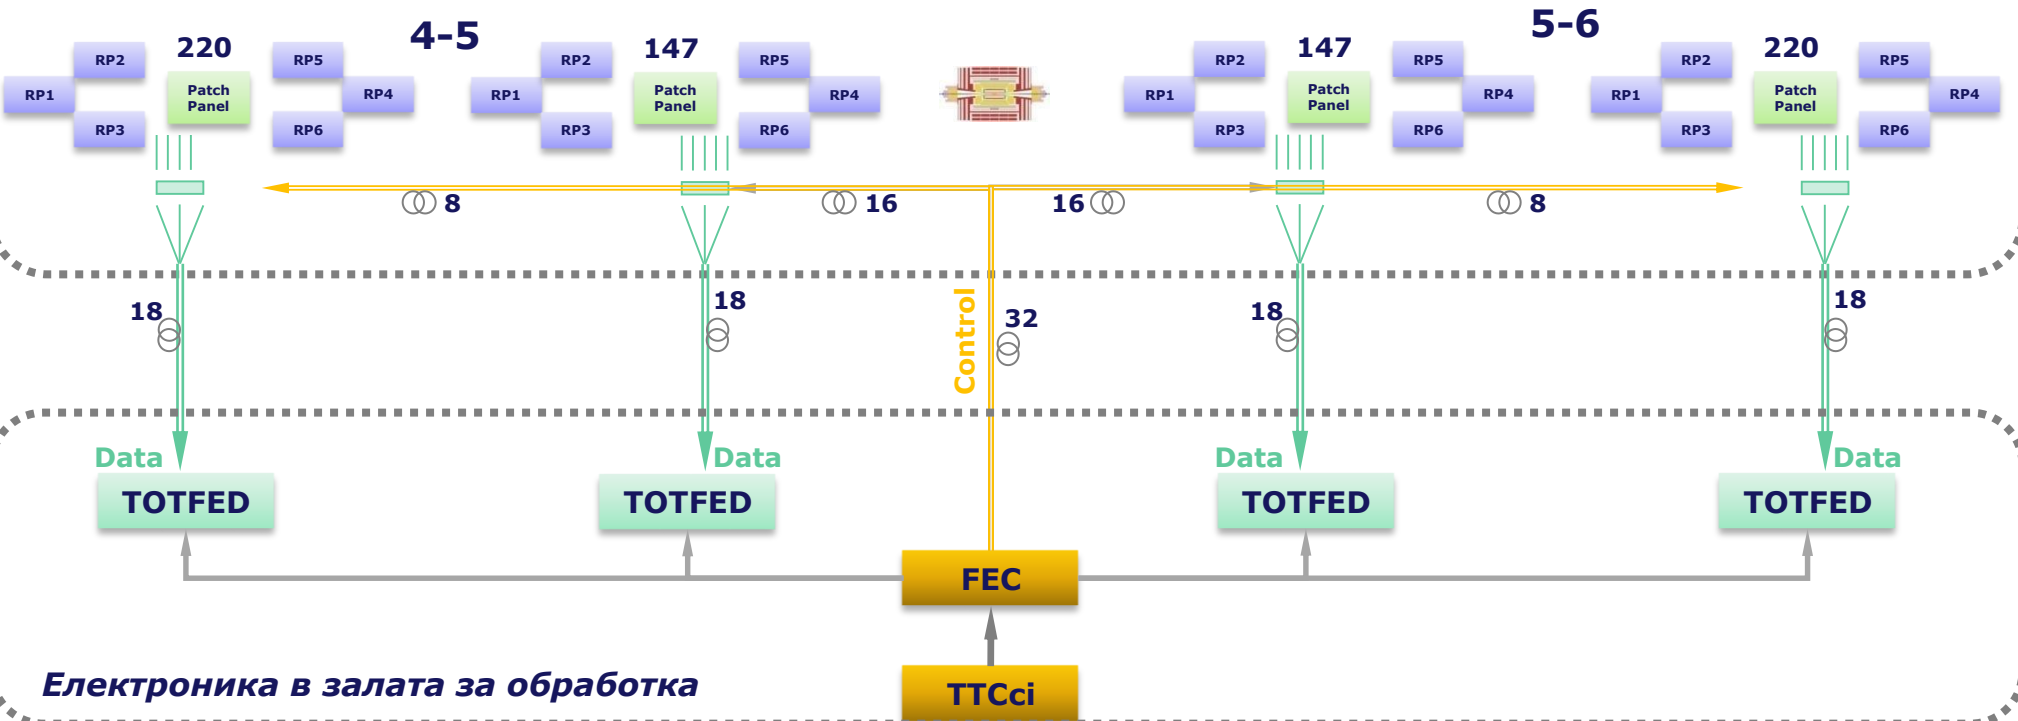 4-5
5-6
220
147
147
220
RP2
RP5
RP2
RP5
RP2
RP5
RP2
RP5
RP1
Patch
Panel
RP4
RP1
Patch
Panel
RP4
RP1
Patch
Panel
RP4
RP1
Patch
Panel
RP4
RP3
RP6
RP3
RP6
RP3
RP6
RP3
RP6
8
16
16
8
18
18
Control
32
18
18
Data
Data
Data
Data
TOTFED
TOTFED
TOTFED
TOTFED
FEC
Електроника в залата за обработка
TTCci